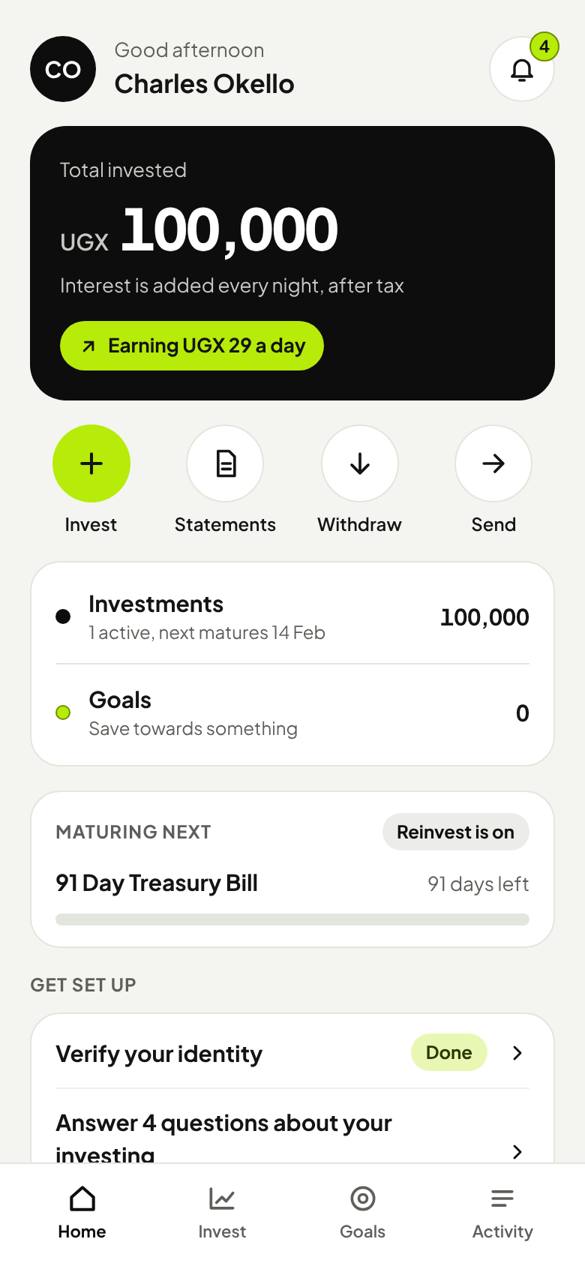 CO
Good afternoon
Charles Okello
4
Total invested
UGX 100,000
Interest is added every night, after tax
Earning UGX 29 a day
Invest
Statements
Withdraw
Send
Investments
1 active, next matures 14 Feb
100,000
Goals
Save towards something
0
MATURING NEXT
Reinvest is on
91 Day Treasury Bill
91 days left
GET SET UP
Verify your identity
Done
Answer 4 questions about your
investing
Home
Invest
Goals
Activity